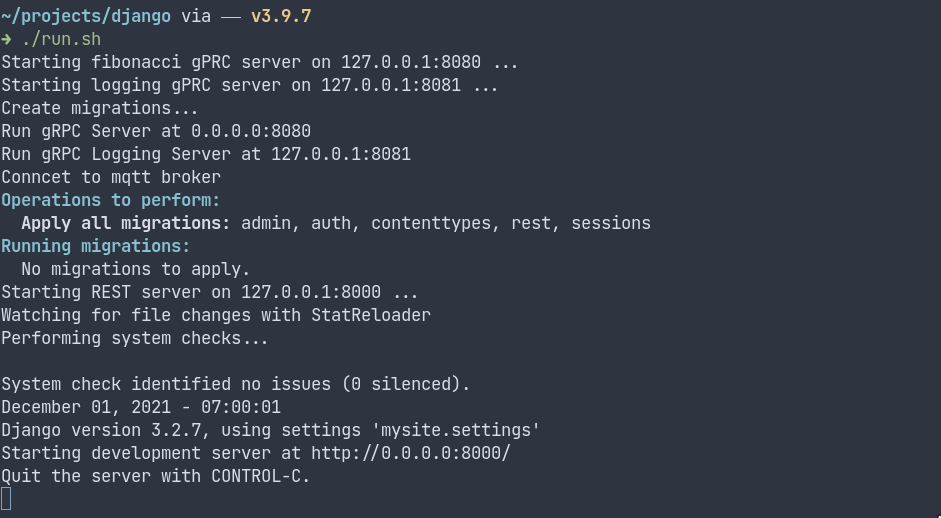 ~/projects/django via — v3.9.7
➜ ./run.sh
Starting fibonacci gPRC server on 127.0.0.1:8080 ...
Starting logging gPRC server on 127.0.0.1:8081 ...
Create migrations...
Run gRPC Server at 0.0.0.0:8080
Run gRPC Logging Server at 127.0.0.1:8081
Conncet to mqtt broker
Operations to perform:
  Apply all migrations: admin, auth, contenttypes, rest, sessions
Running migrations:
  No migrations to apply.
Starting REST server on 127.0.0.1:8000 ...
Watching for file changes with StatReloader
Performing system checks...

System check identified no issues (0 silenced).
December 01, 2021 - 07:00:01
Django version 3.2.7, using settings 'mysite.settings'
Starting development server at http://0.0.0.0:8000/
Quit the server with CONTROL-C.